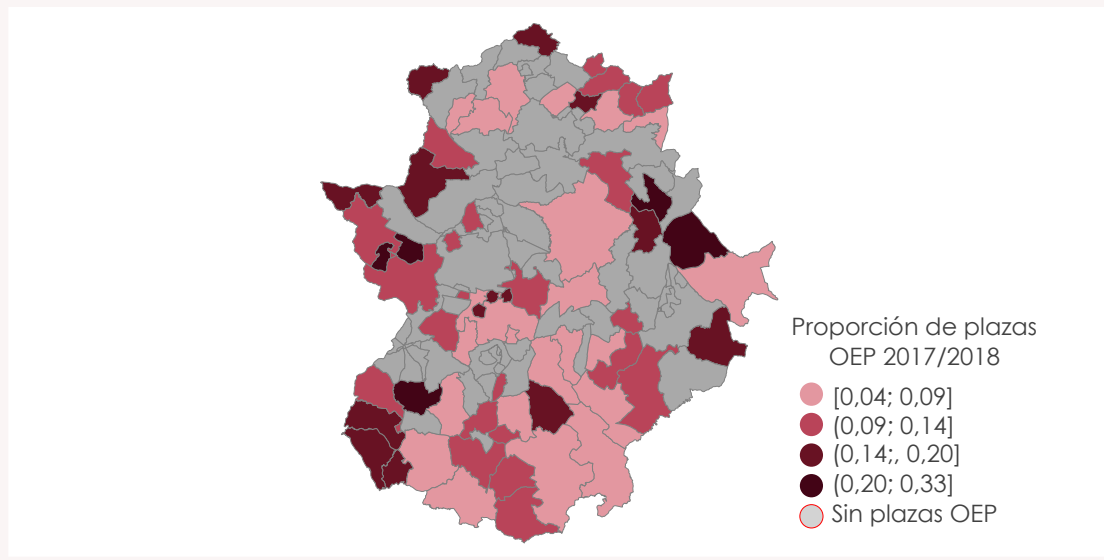 Proporción de plazas
OEP 2017/2018
[0,04; 0,09]
(0,09; 0,14]
(0,14;, 0,20]
(0,20; 0,33]
Sin plazas OEP